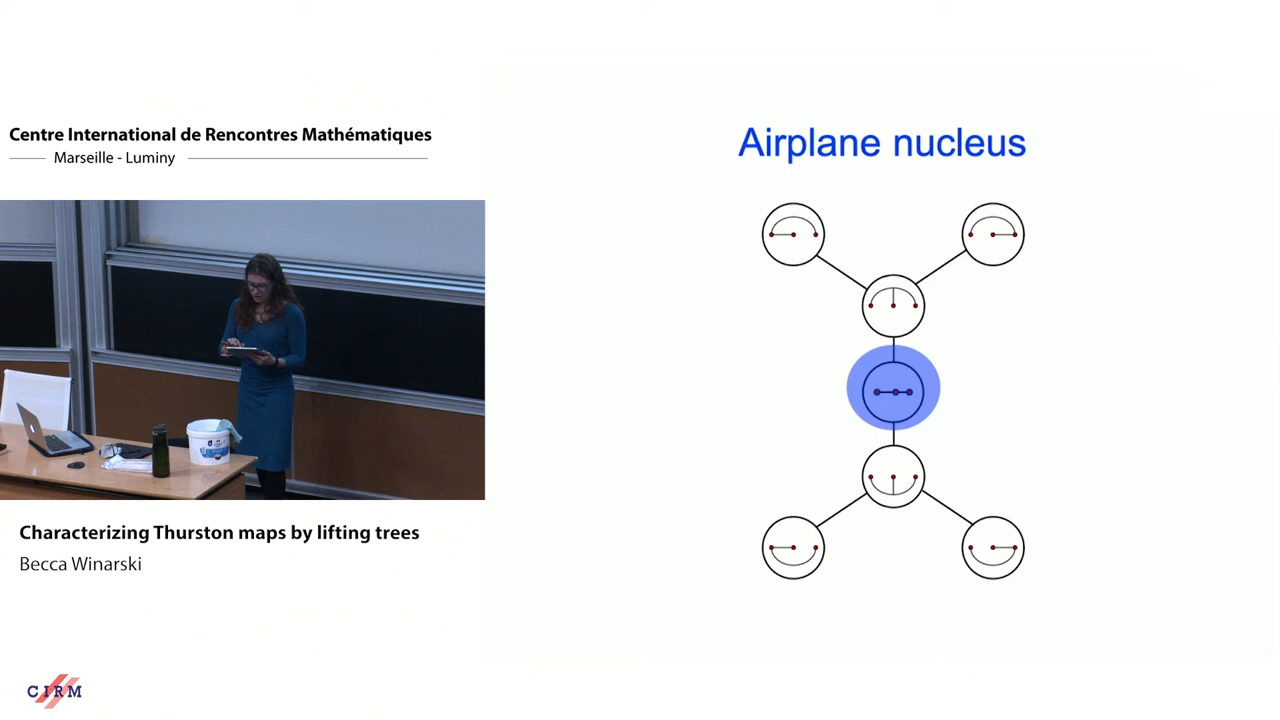 Centre International de Rencontres Mathématiques
Marseille - Luminy
Airplane nucleus
Characterizing Thurston maps by lifting trees
Becca Winarski
CIRM